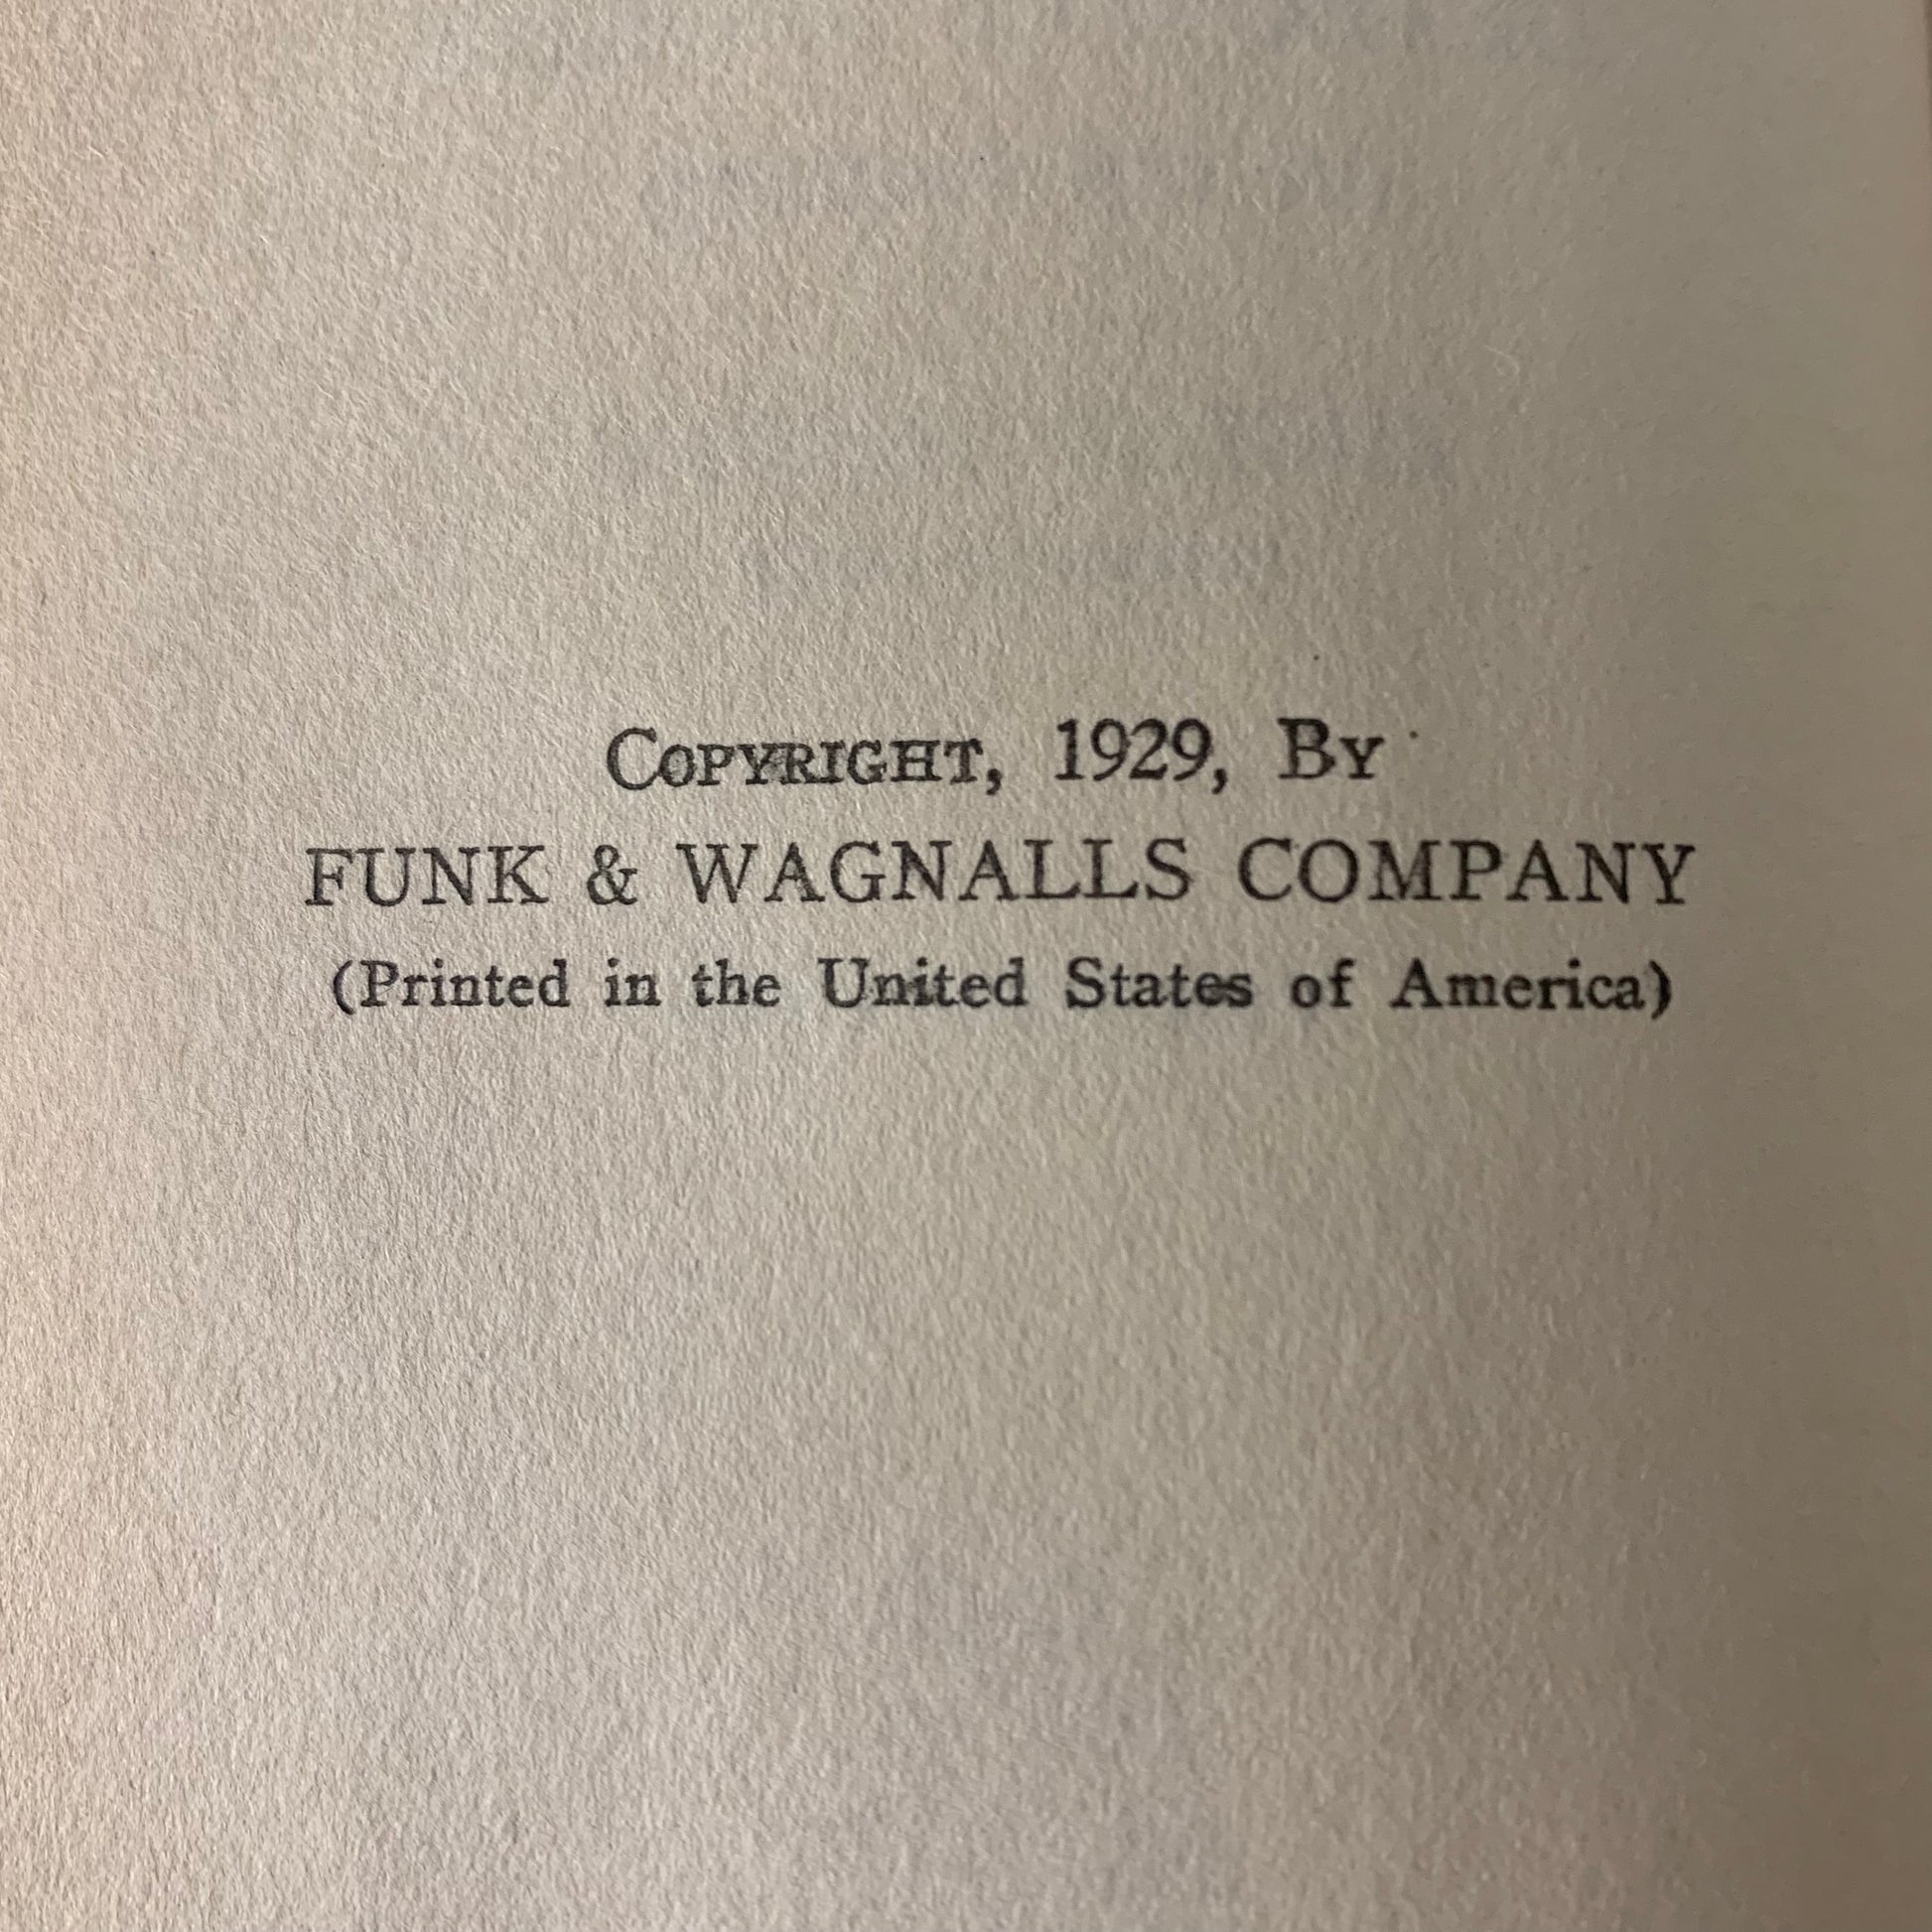 Copyright, 1929, By
FUNK & WAGNALLS COMPANY
(Printed in the United States of America)